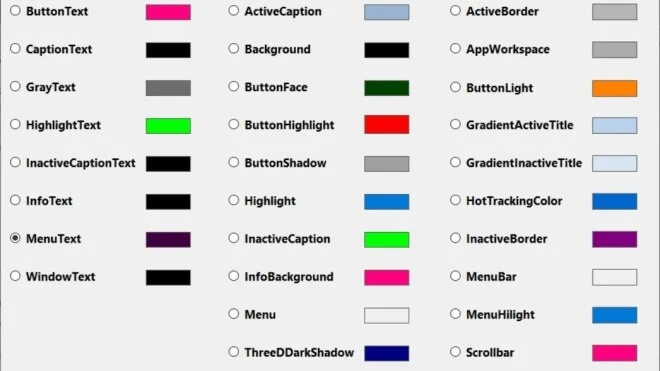 ButtonText
CaptionText
GrayText
HighlightText
InactiveCaptionText
InfoText
MenuText
WindowText
ActiveCaption
Background
ButtonFace
ButtonHighlight
ButtonShadow
Highlight
InactiveCaption
InfoBackground
Menu
ThreeDDarkShadow
ActiveBorder
AppWorkspace
ButtonLight
GradientActiveTitle
GradientInactiveTitle
HotTrackingColor
InactiveBorder
MenuBar
MenuHilight
Scrollbar